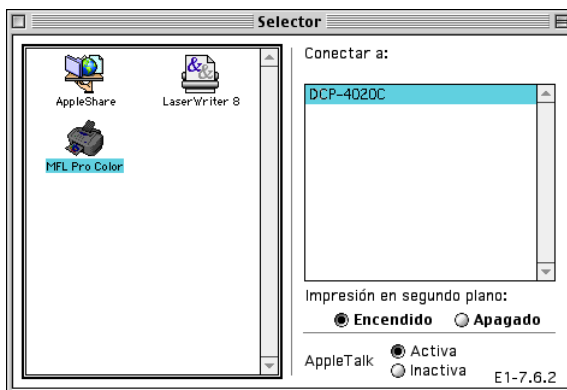 Selector
AppleShare
LaserWriter 8
MFL Pro Color
Conectar a:
DCP-4020C
Impresión en segundo plano:
Encendido Apagado
AppleTalk
Activa
Inactiva
E1-7.6.2